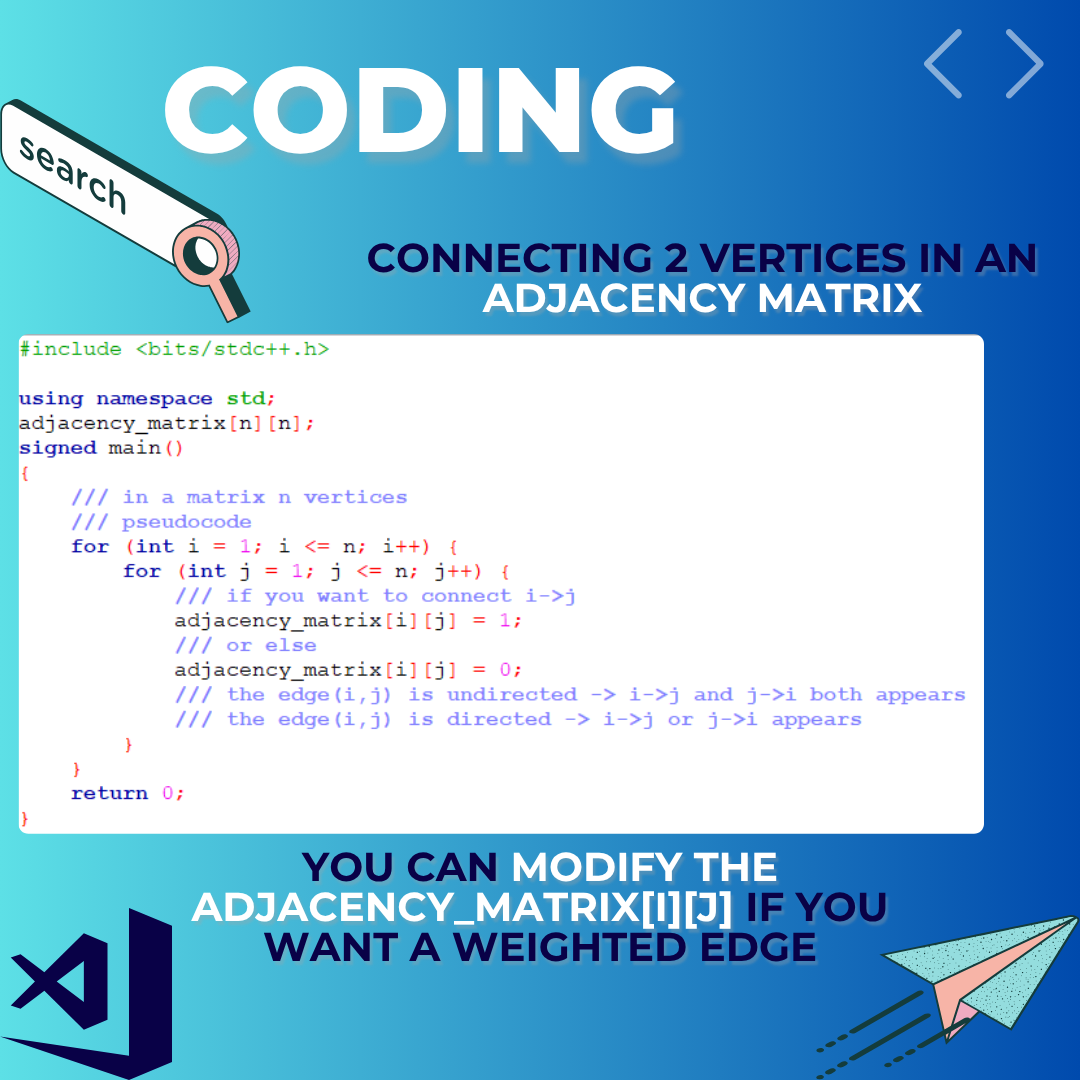 CODING
search
CONNECTING 2 VERTICES IN AN
ADJACENCY MATRIX
#include <bits/stdc++.h>
using namespace std;
adjacency_matrix[n][n];
signed main()
{
/// in a matrix n vertices
/// pseudocode
for (int i = 1; i <= n; i++) {
for (int j = 1; j <= n; j++) {
/// if you want to connect i->j
adjacency_matrix[i][j] = 1;
/// or else
adjacency_matrix[i][j] = 0;
/// the edge(i,j) is undirected -> i->j and j->i both appears
/// the edge(i,j) is directed -> i->j or j->i appears
}
}
return 0;
}
YOU CAN MODIFY THE
ADJACENCY_MATRIX[I][J] IF YOU
WANT A WEIGHTED EDGE